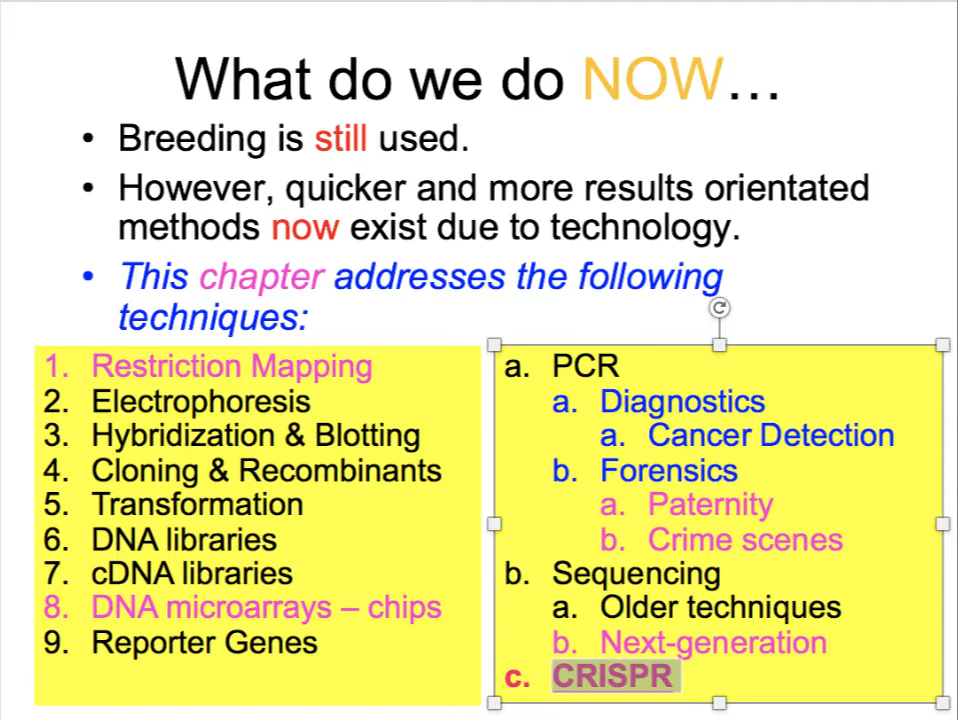 What do we do NOW...
• Breeding is still used.
• However, quicker and more results orientated
methods now exist due to technology.
• This chapter addresses the following
techniques:
1. Restriction Mapping
2. Electrophoresis
3. Hybridization & Blotting
4. Cloning & Recombinants
5. Transformation
6. DNA libraries
7. cDNA libraries
8. DNA microarrays – chips
9. Reporter Genes
a. PCR
a. Diagnostics
a. Cancer Detection
b. Forensics
a. Paternity
b. Crime scenes
b. Sequencing
a. Older techniques
b. Next-generation
c. CRISPR